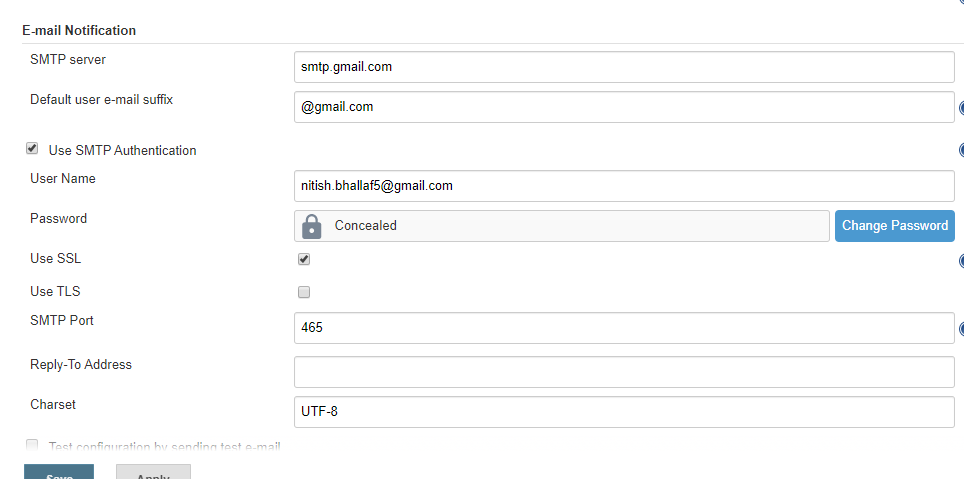 E-mail Notification
SMTP server
smtp.gmail.com
Default user e-mail suffix
@gmail.com
Use SMTP Authentication
User Name
nitish.bhallaf5@gmail.com
Password
Concealed
Change Password
Use SSL
Use TLS
SMTP Port
465
Reply-To Address
Charset
UTF-8
Test configuration by sending test e-mail
Save
Apply